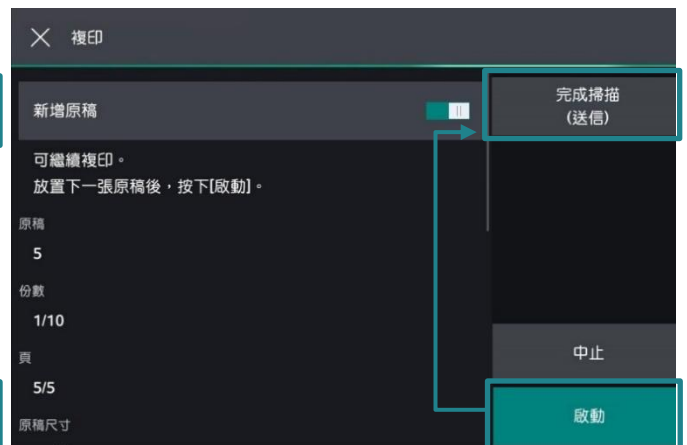 複印
新增原稿
完成掃描
(送信)
可繼續複印。
放置下一張原稿後，按下[啟動]。
原稿
5
份數
1/10
頁
5/5
原稿尺寸
中止
啟動